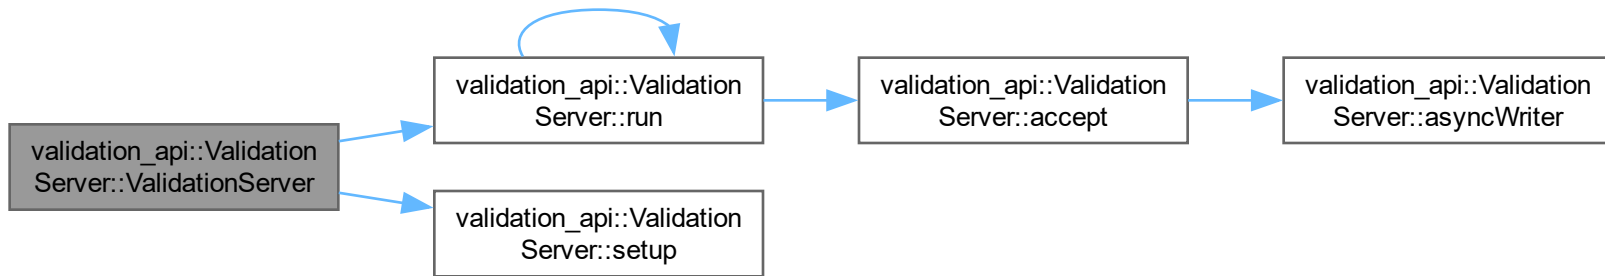 validation_api::Validation
Server::ValidationServer
validation_api::Validation
Server::run
validation_api::Validation
Server::setup
validation_api::Validation
Server::accept
validation_api::Validation
Server::asyncWriter